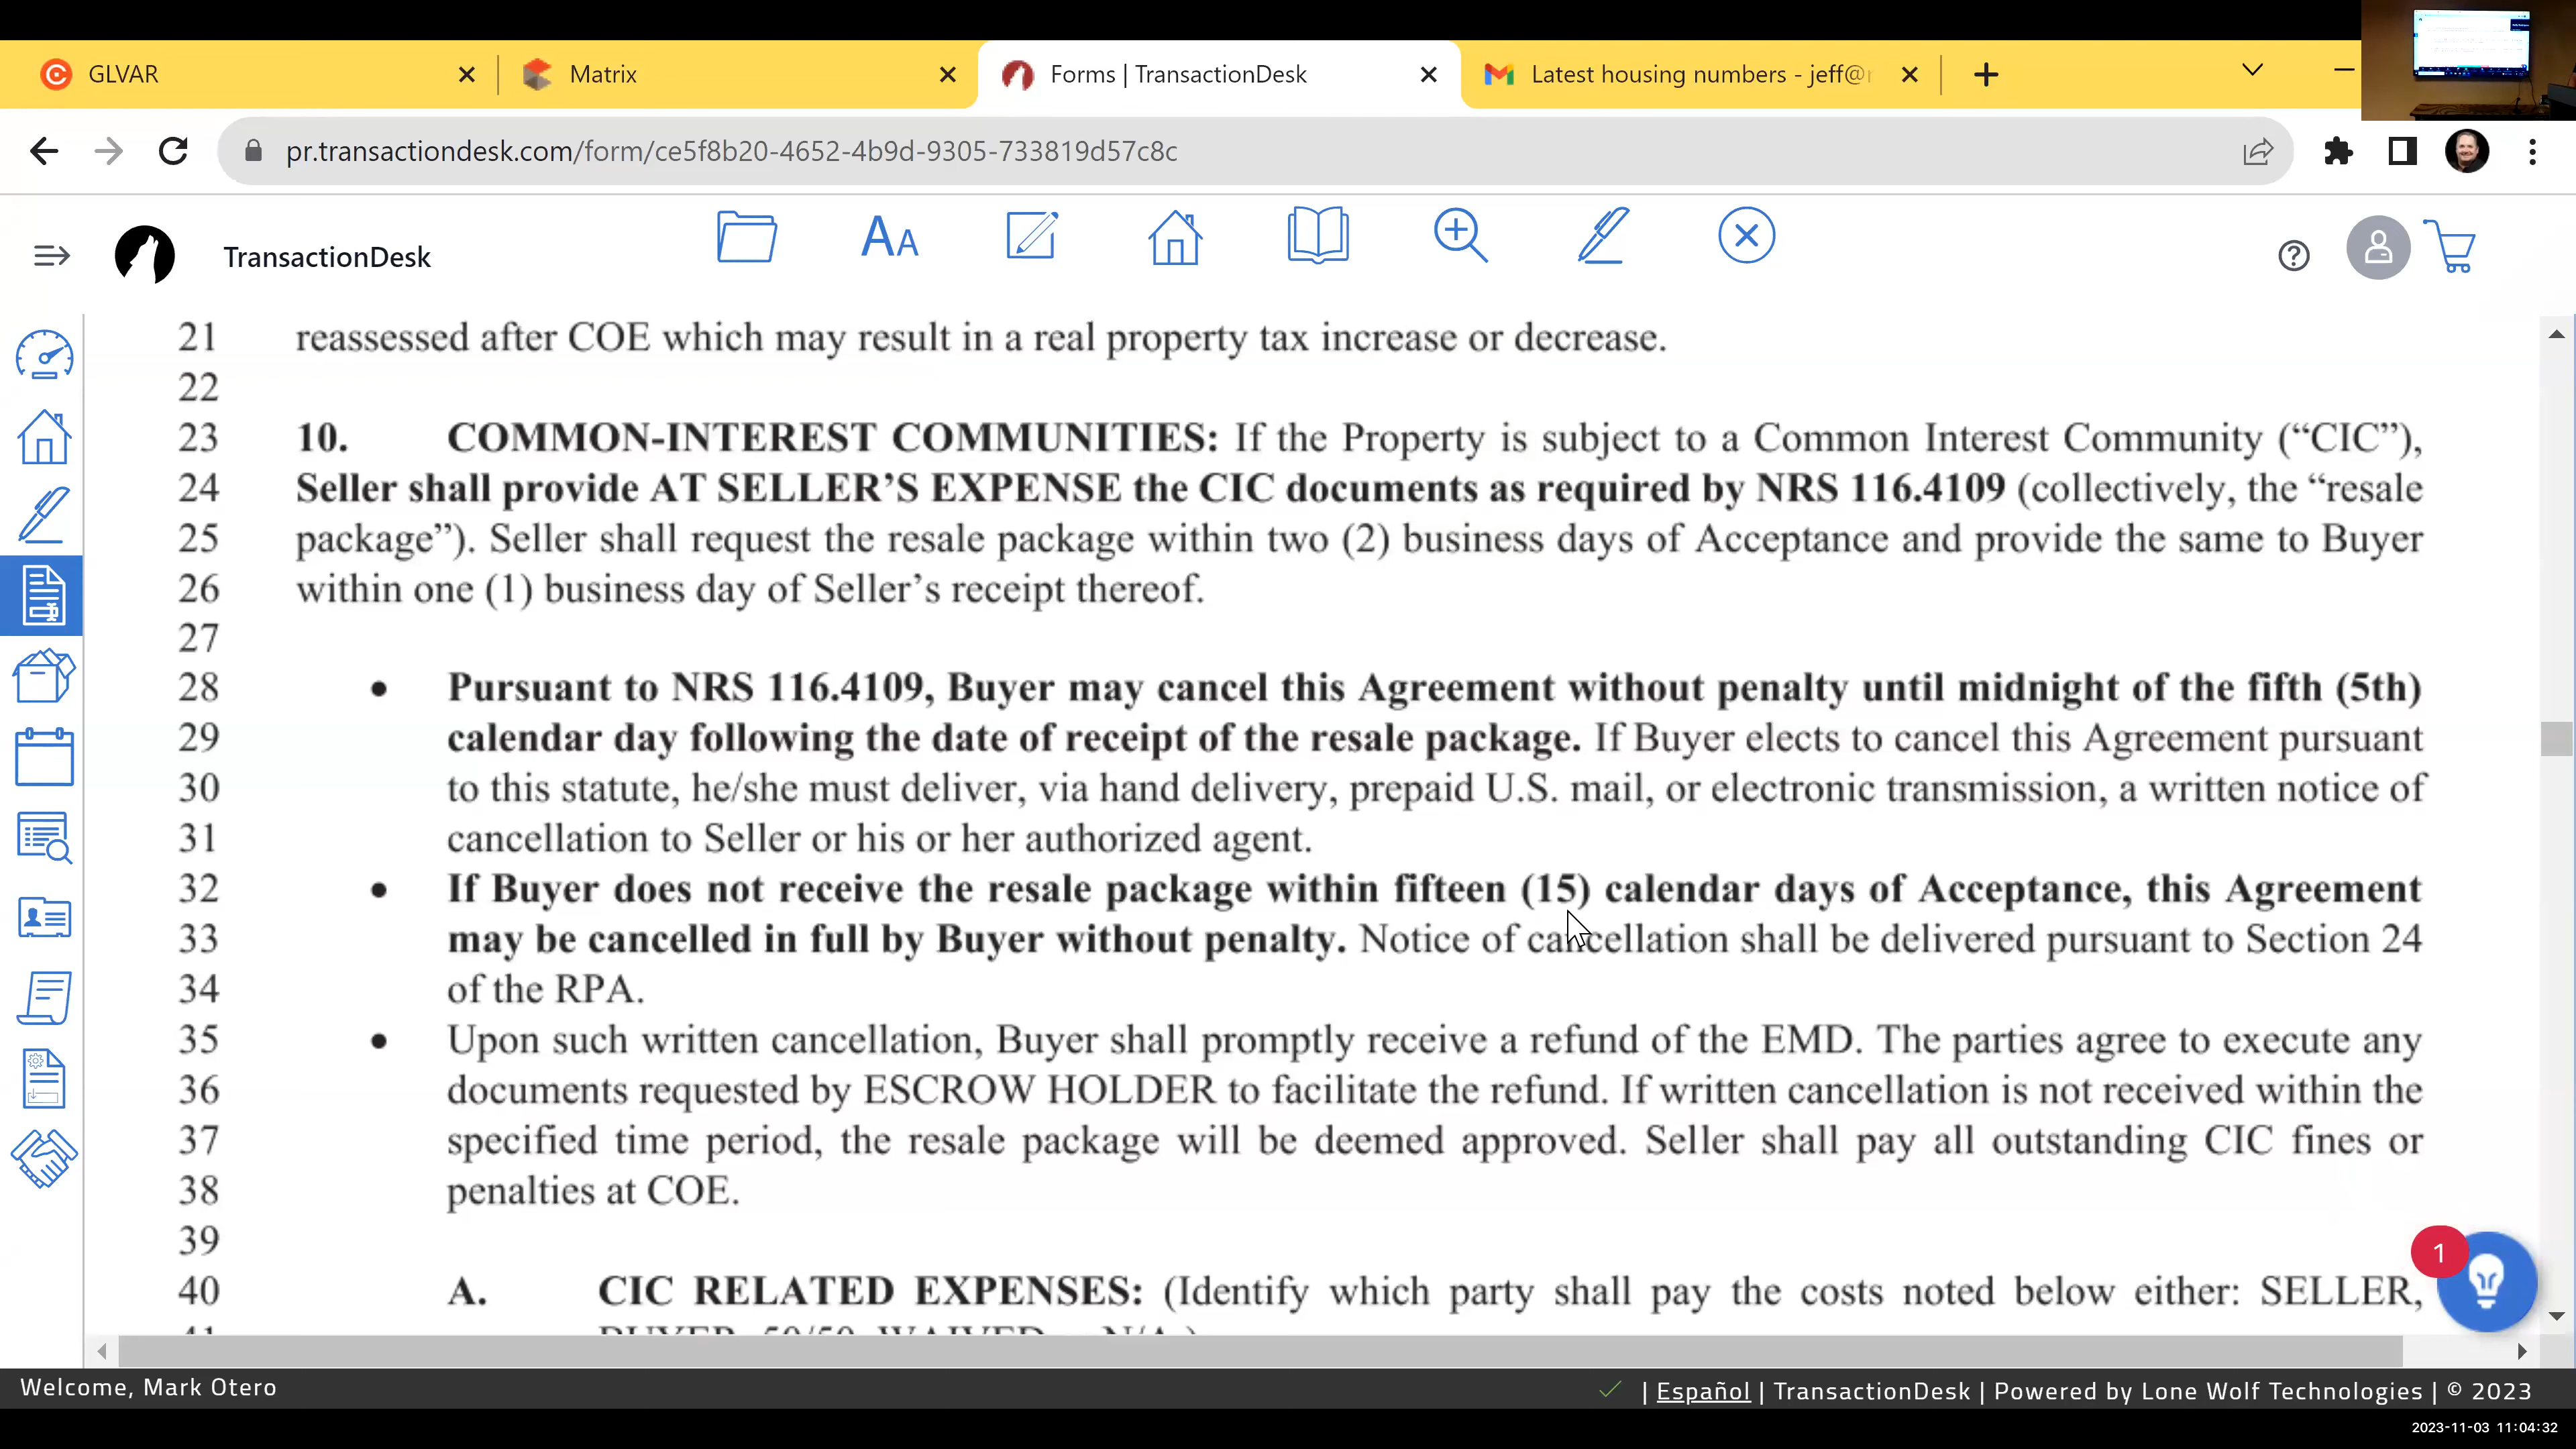 GLVAR
Matrix
Forms | TransactionDesk
Latest housing numbers - jeff@
pr.transactiondesk.com/form/ce5f8b20-4652-4b9d-9305-733819d57c8c
TransactionDesk
21 reassessed after COE which may result in a real property tax increase or decrease.
22
23 10. COMMON-INTEREST COMMUNITIES: If the Property is subject to a Common Interest Community (“CIC”),
24 Seller shall provide AT SELLER’S EXPENSE the CIC documents as required by NRS 116.4109 (collectively, the “resale
25 package”). Seller shall request the resale package within two (2) business days of Acceptance and provide the same to Buyer
26 within one (1) business day of Seller’s receipt thereof.
27
28 • Pursuant to NRS 116.4109, Buyer may cancel this Agreement without penalty until midnight of the fifth (5th)
29 calendar day following the date of receipt of the resale package. If Buyer elects to cancel this Agreement pursuant
30 to this statute, he/she must deliver, via hand delivery, prepaid U.S. mail, or electronic transmission, a written notice of
31 cancellation to Seller or his or her authorized agent.
32 • If Buyer does not receive the resale package within fifteen (15) calendar days of Acceptance, this Agreement
33 may be cancelled in full by Buyer without penalty. Notice of cancellation shall be delivered pursuant to Section 24
34 of the RPA.
35 • Upon such written cancellation, Buyer shall promptly receive a refund of the EMD. The parties agree to execute any
36 documents requested by ESCROW HOLDER to facilitate the refund. If written cancellation is not received within the
37 specified time period, the resale package will be deemed approved. Seller shall pay all outstanding CIC fines or
38 penalties at COE.
39
40 A. CIC RELATED EXPENSES: (Identify which party shall pay the costs noted below either: SELLER,
1
Welcome, Mark Otero
| Español | TransactionDesk | Powered by Lone Wolf Technologies | © 2023
2023-11-03 11:04:32